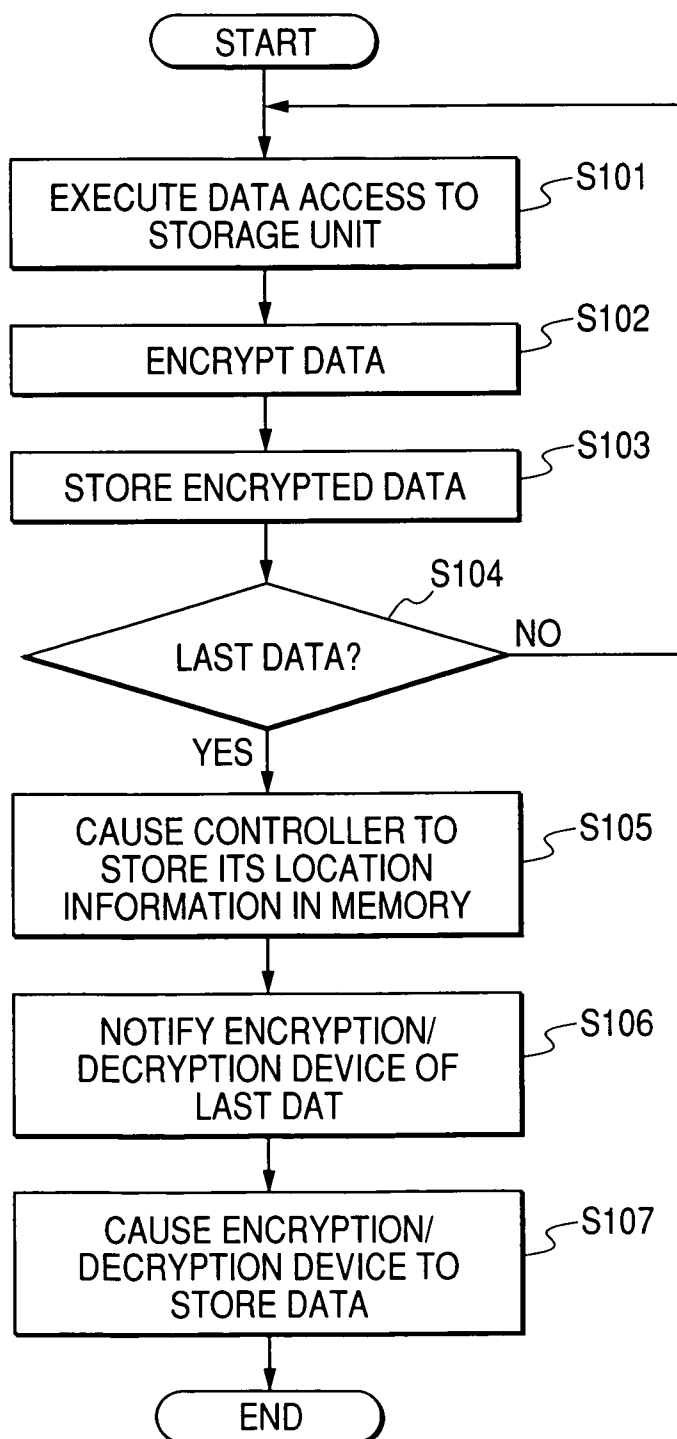 START
EXECUTE DATA ACCESS TO
STORAGE UNIT
S101
ENCRYPT DATA
S102
STORE ENCRYPTED DATA
S103
S104
LAST DATA?
NO
YES
CAUSE CONTROLLER TO
STORE ITS LOCATION
INFORMATION IN MEMORY
S105
NOTIFY ENCRYPTION/
DECRYPTION DEVICE OF
LAST DAT
S106
CAUSE ENCRYPTION/
DECRYPTION DEVICE TO
STORE DATA
S107
END